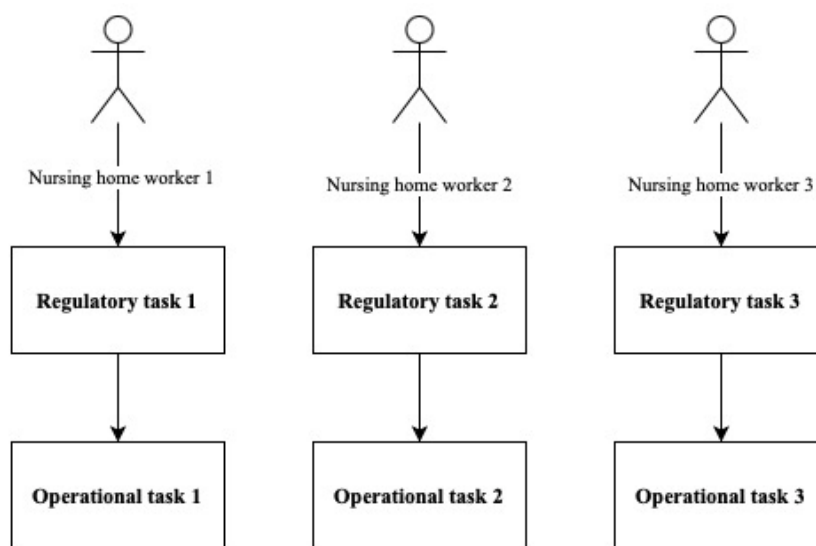 Nursing home worker 1
Nursing home worker 2
Nursing home worker 3
Regulatory task 1
Regulatory task 2
Regulatory task 3
Operational task 1
Operational task 2
Operational task 3